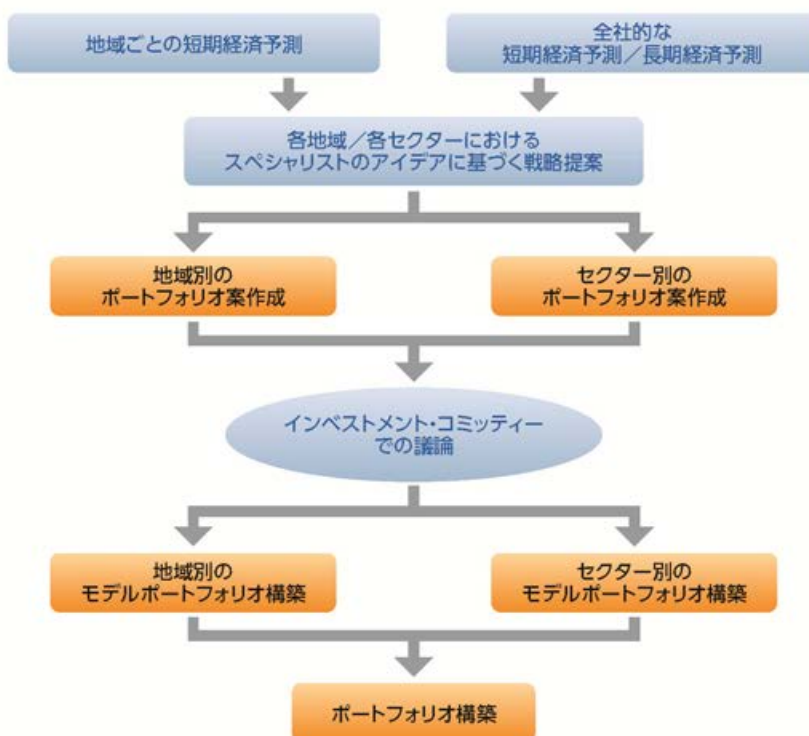 地域ごとの短期経済予測
全社的な
短期経済予測／長期経済予測
各地域／各セクターにおける
スペシャリストのアイデアに基づく戦略提案
地域別の
ポートフォリオ案作成
セクター別の
ポートフォリオ案作成
インベストメント・コミッティー
での議論
地域別の
モデルポートフォリオ構築
セクター別の
モデルポートフォリオ構築
ポートフォリオ構築